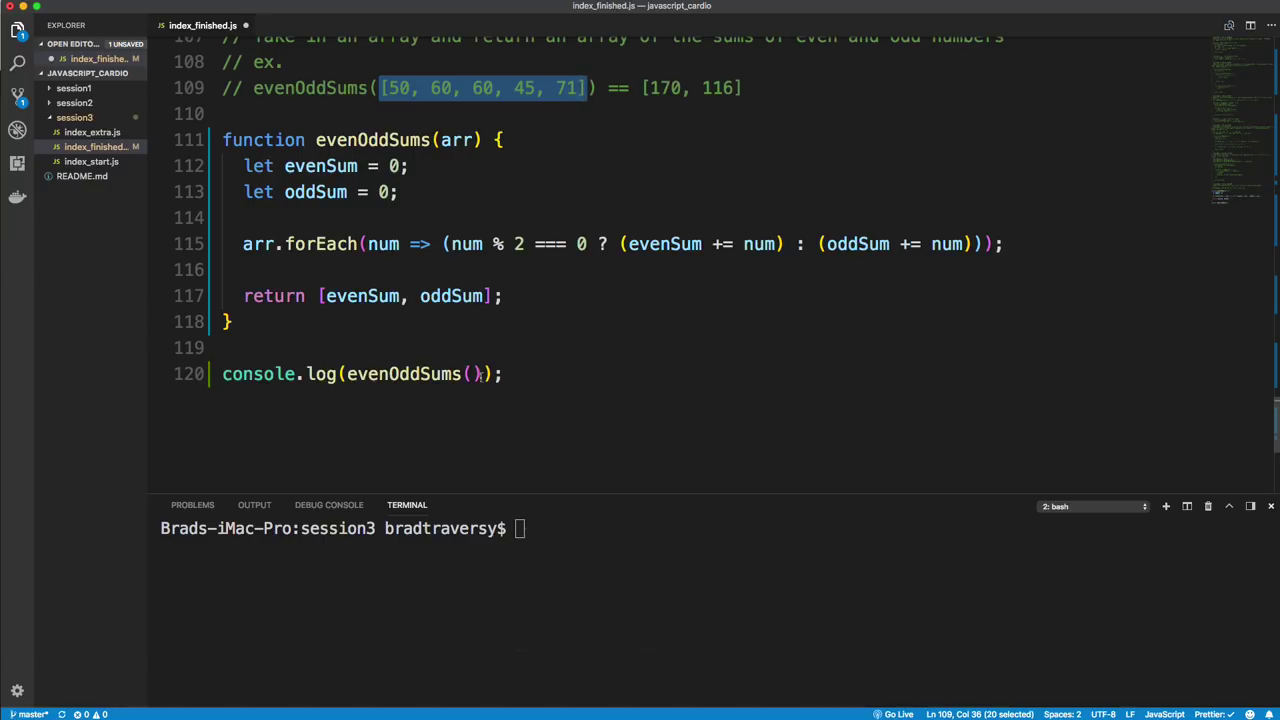 index_finished.js — javascript_cardio
EXPLORER
index_finished.js
OPEN EDITO... 1 UNSAVED
index_finishe... M
JAVASCRIPT_CARDIO
session1
session2
session3
index_extra.js
index_finished... M
index_start.js
README.md
107 // Take in an array and return an array of the sums of even and odd numbers
108 // ex.
109 // evenOddSums([50, 60, 60, 45, 71]) == [170, 116]
110
111 function evenOddSums(arr) {
112 let evenSum = 0;
113 let oddSum = 0;
114
115 arr.forEach(num => (num % 2 === 0 ? (evenSum += num) : (oddSum += num)));
116
117 return [evenSum, oddSum];
118 }
119
120 console.log(evenOddSums());
PROBLEMS OUTPUT DEBUG CONSOLE TERMINAL 2: bash
Brads-iMac-Pro:session3 bradtraversy$
master* 0 0 Go Live Ln 109, Col 36 (20 selected) Spaces: 2 UTF-8 LF JavaScript Prettier: ✓